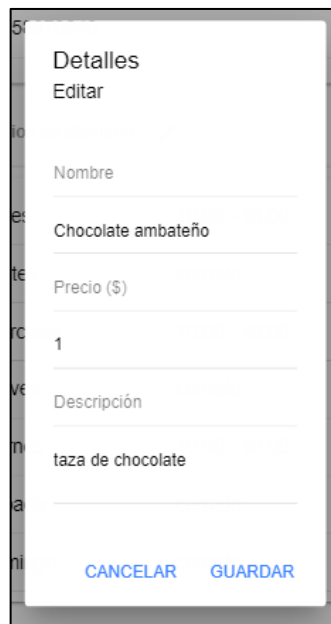 Detalles
Editar
Nombre
Chocolate ambateño
Precio ($)
1
Descripción
taza de chocolate
CANCELAR GUARDAR